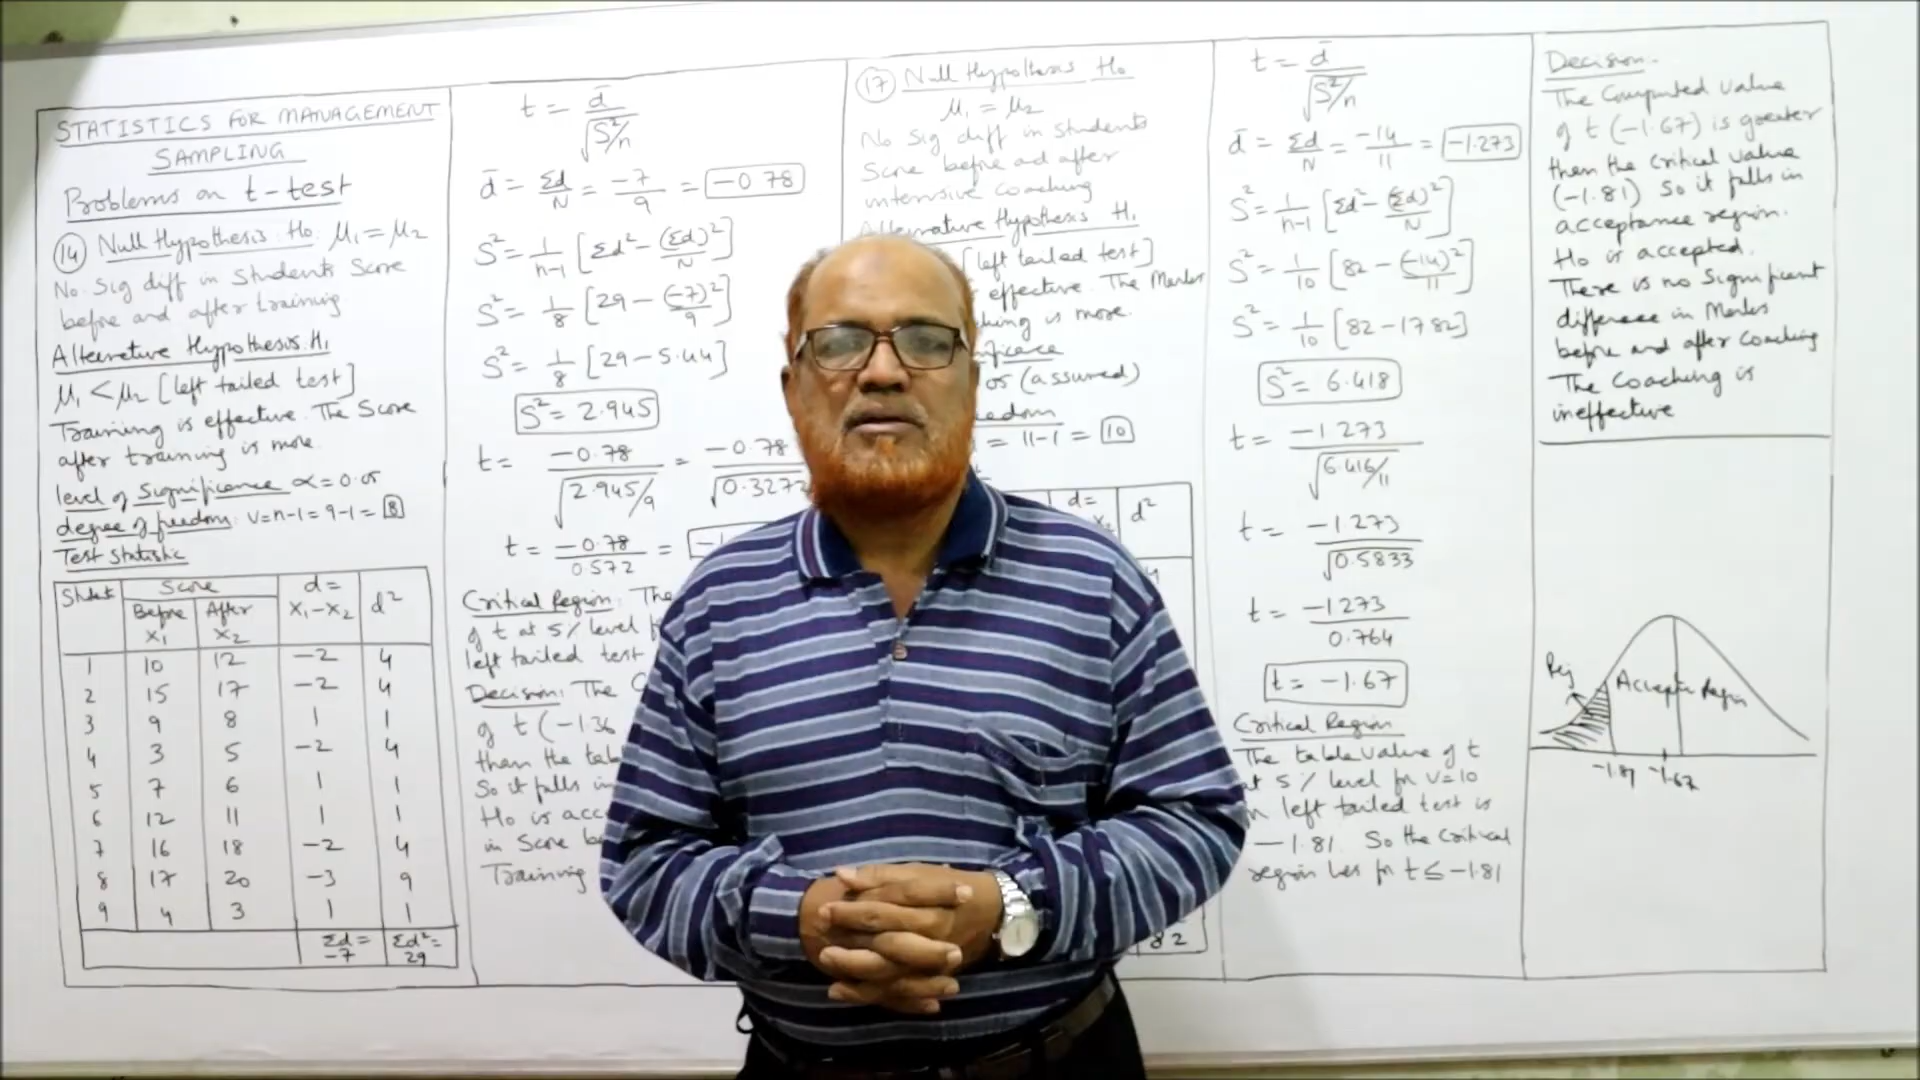 STATISTICS FOR MANAGEMENT
SAMPLING
Problems on t-test
14 Null Hypothesis: H₀: μ₁ = μ₂
No. Sig diff in students Score
before and after training
Alternative Hypothesis: H₁
μ₁ < μ₂ [left tailed test]
Training is effective. The Score
after training is more.
level of significance α = 0.05
degree of freedom: ν = n-1 = 9-1 = 8
Test Statistic
Score
d =
Before After x₁-x₂ d²
x₁ x₂
1 10 12 -2 4
2 15 17 -2 4
3 9 8 1 1
4 3 5 -2 4
5 7 6 1 1
6 12 11 1 1
7 16 18 -2 4
8 17 20 -3 9
9 4 3 1 1
Σd = -7 Σd² = 29
t = d̄ / √(S²/n)
d̄ = Σd/N = -7/9 = -0.78
S² = 1/(n-1) [Σd² - (Σd)²/N]
S² = 1/8 [29 - (-7)²/9]
S² = 1/8 [29 - 5.44]
S² = 2.945
t = -0.78 / √(2.945/9) = -0.78 / √0.3272
t = -0.78 / 0.572 =
Critical Region: The
of t at 5% level
left tailed test
Decision: The
of t (-1.36
than the
So it falls in
H₀ is
in Score
Training
17 Null Hypothesis H₀
μ₁ = μ₂
No Sig diff in students
Score before and after
intensive coaching
Alternative Hypothesis H₁
[left tailed test]
effective. The Marks
is more.
(assured)
= 11-1 = 10
d =
x₂ d²
82
t = d̄ / √(S²/n)
d̄ = Σd/N = -14/11 = -1.273
S² = 1/(n-1) [Σd² - (Σd)²/N]
S² = 1/10 [82 - (-14)²/11]
S² = 1/10 [82 - 17.82]
S² = 6.418
t = -1.273 / √(6.416/11)
t = -1.273 / √0.5833
t = -1.273 / 0.764
t = -1.67
Critical Region
The table value of t
at 5% level for ν=10
left tailed test is
-1.81 So the critical
region lies for t ≤ -1.81
Decision.
The Computed value
of t (-1.67) is greater
than the critical value
(-1.81) So it falls in
acceptance region.
H₀ is accepted.
There is no significant
difference in Marks
before and after coaching
The Coaching is
ineffective
Rej
Accepte Region
-1.81 -1.67